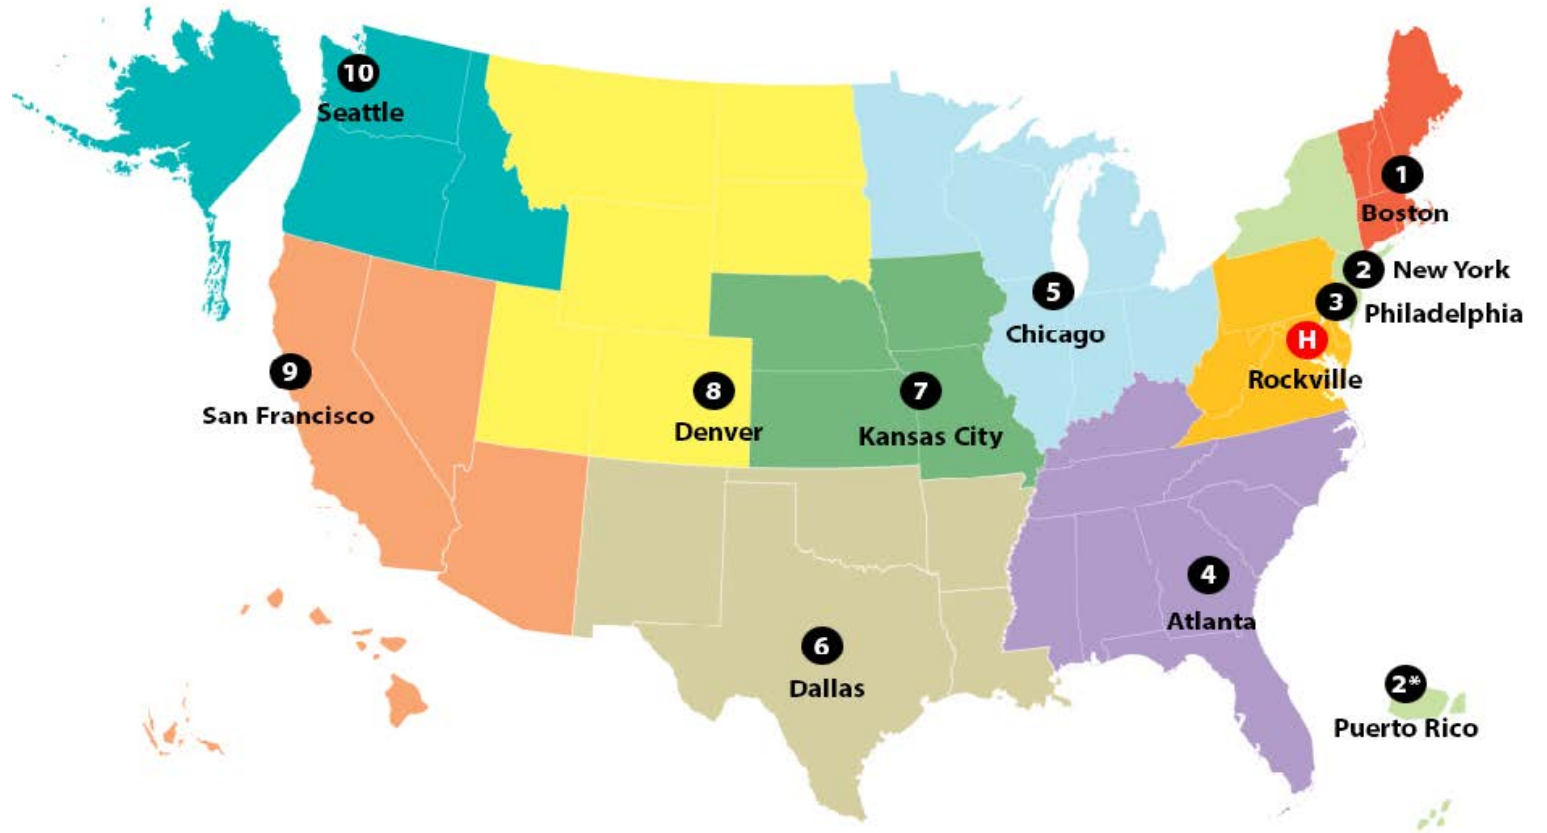 10
Seattle
1
Boston
2 New York
3
Philadelphia
H
Rockville
5
Chicago
9
San Francisco
8
Denver
7
Kansas City
4
Atlanta
6
Dallas
2*
Puerto Rico